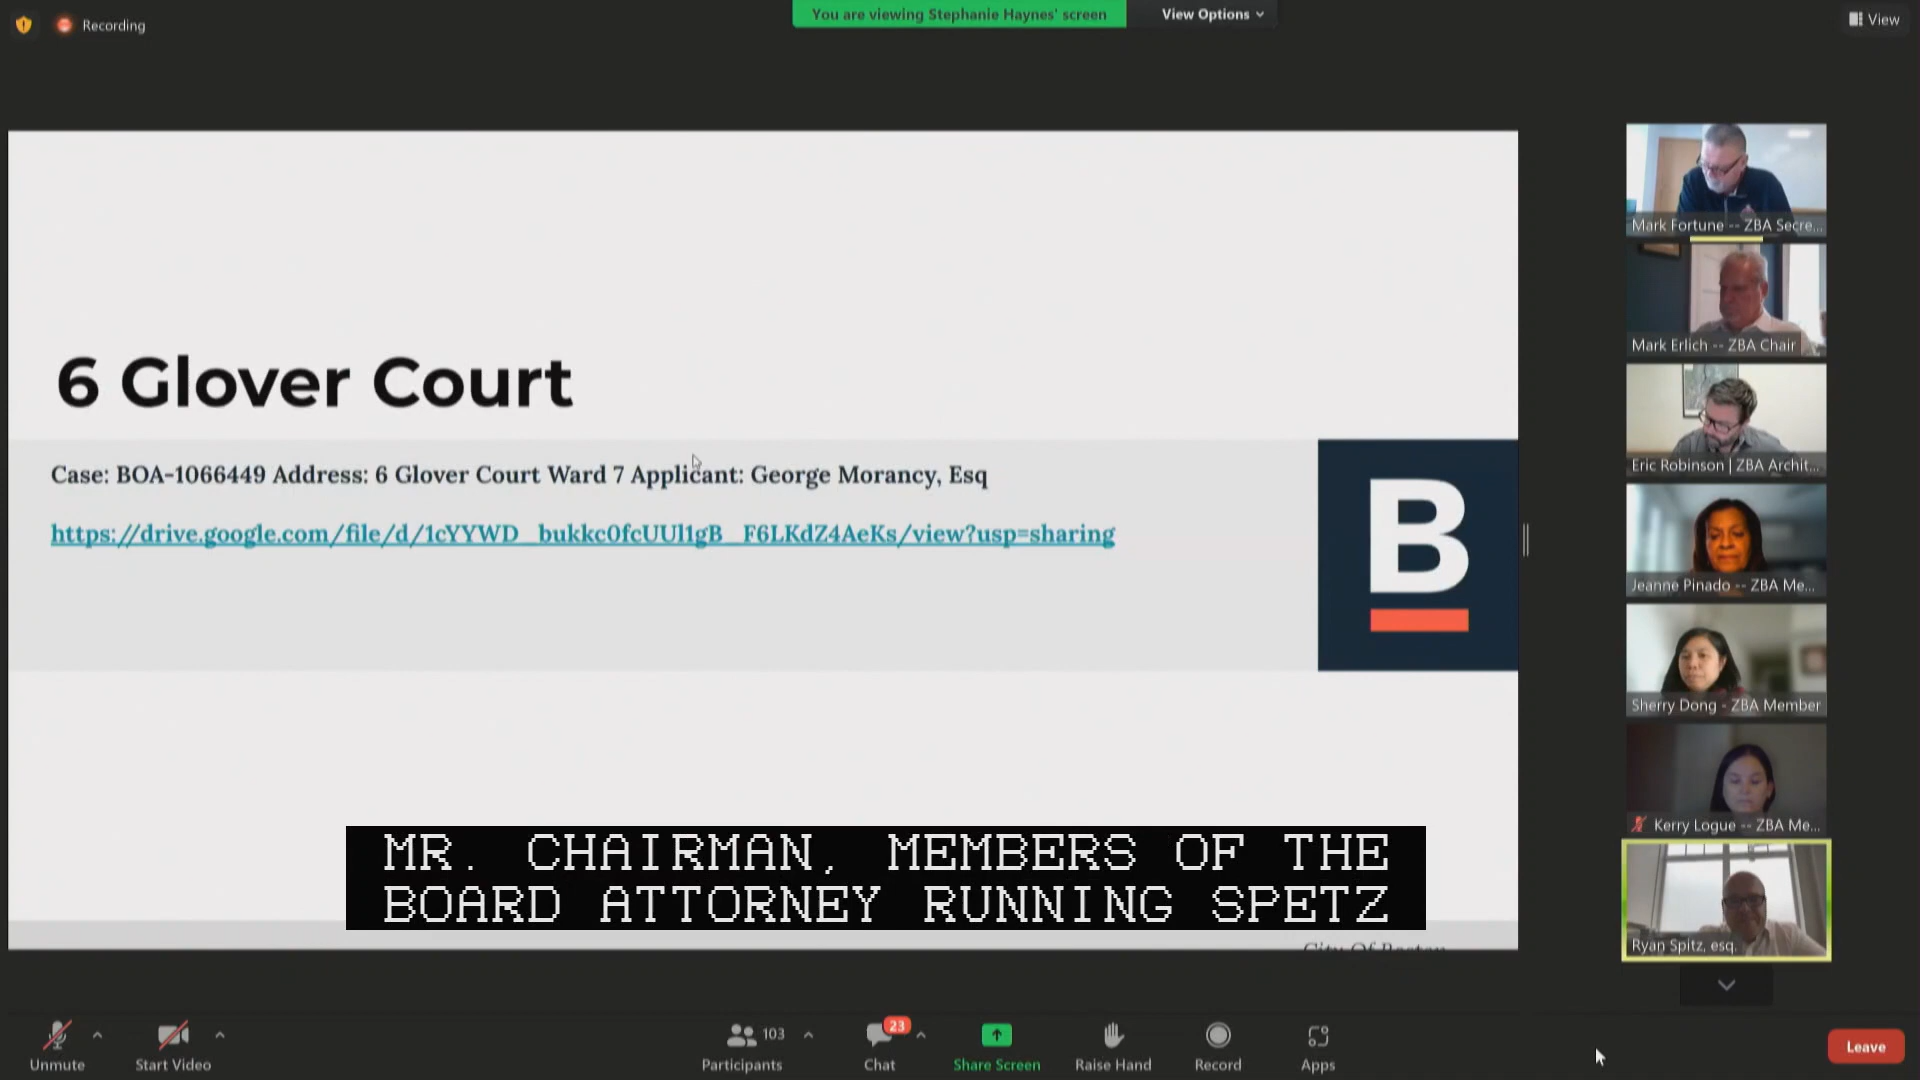 Recording
You are viewing Stephanie Haynes' screen
View Options
View
6 Glover Court
Case: BOA-1066449 Address: 6 Glover Court Ward 7 Applicant: George Morancy, Esq
https://drive.google.com/file/d/1cYYWD_bukkc0fcUUl1gB_F6LKdZ4AeKs/view?usp=sharing
B
MR. CHAIRMAN, MEMBERS OF THE
BOARD ATTORNEY RUNNING SPETZ
City Of Boston
Mark Fortune -- ZBA Secre...
Mark Erlich -- ZBA Chair
Eric Robinson | ZBA Archit...
Jeanne Pinado -- ZBA Me...
Sherry Dong - ZBA Member
Kerry Logue -- ZBA Me...
Ryan Spitz, esq.
Unmute
Start Video
103
Participants
23
Chat
Share Screen
Raise Hand
Record
Apps
Leave